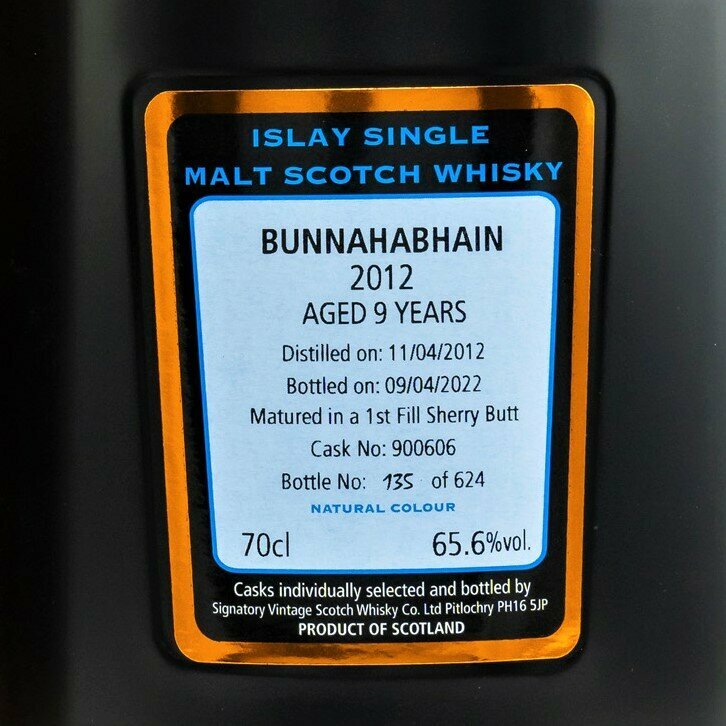 ISLAY SINGLE
MALT SCOTCH WHISKY
BUNNAHABHAIN
2012
AGED 9 YEARS
Distilled on: 11/04/2012
Bottled on: 09/04/2022
Matured in a 1st Fill Sherry Butt
Cask No: 900606
Bottle No: 135 of 624
NATURAL COLOUR
70cl 65.6%vol.
Casks individually selected and bottled by
Signatory Vintage Scotch Whisky Co. Ltd Pitlochry PH16 5JP
PRODUCT OF SCOTLAND